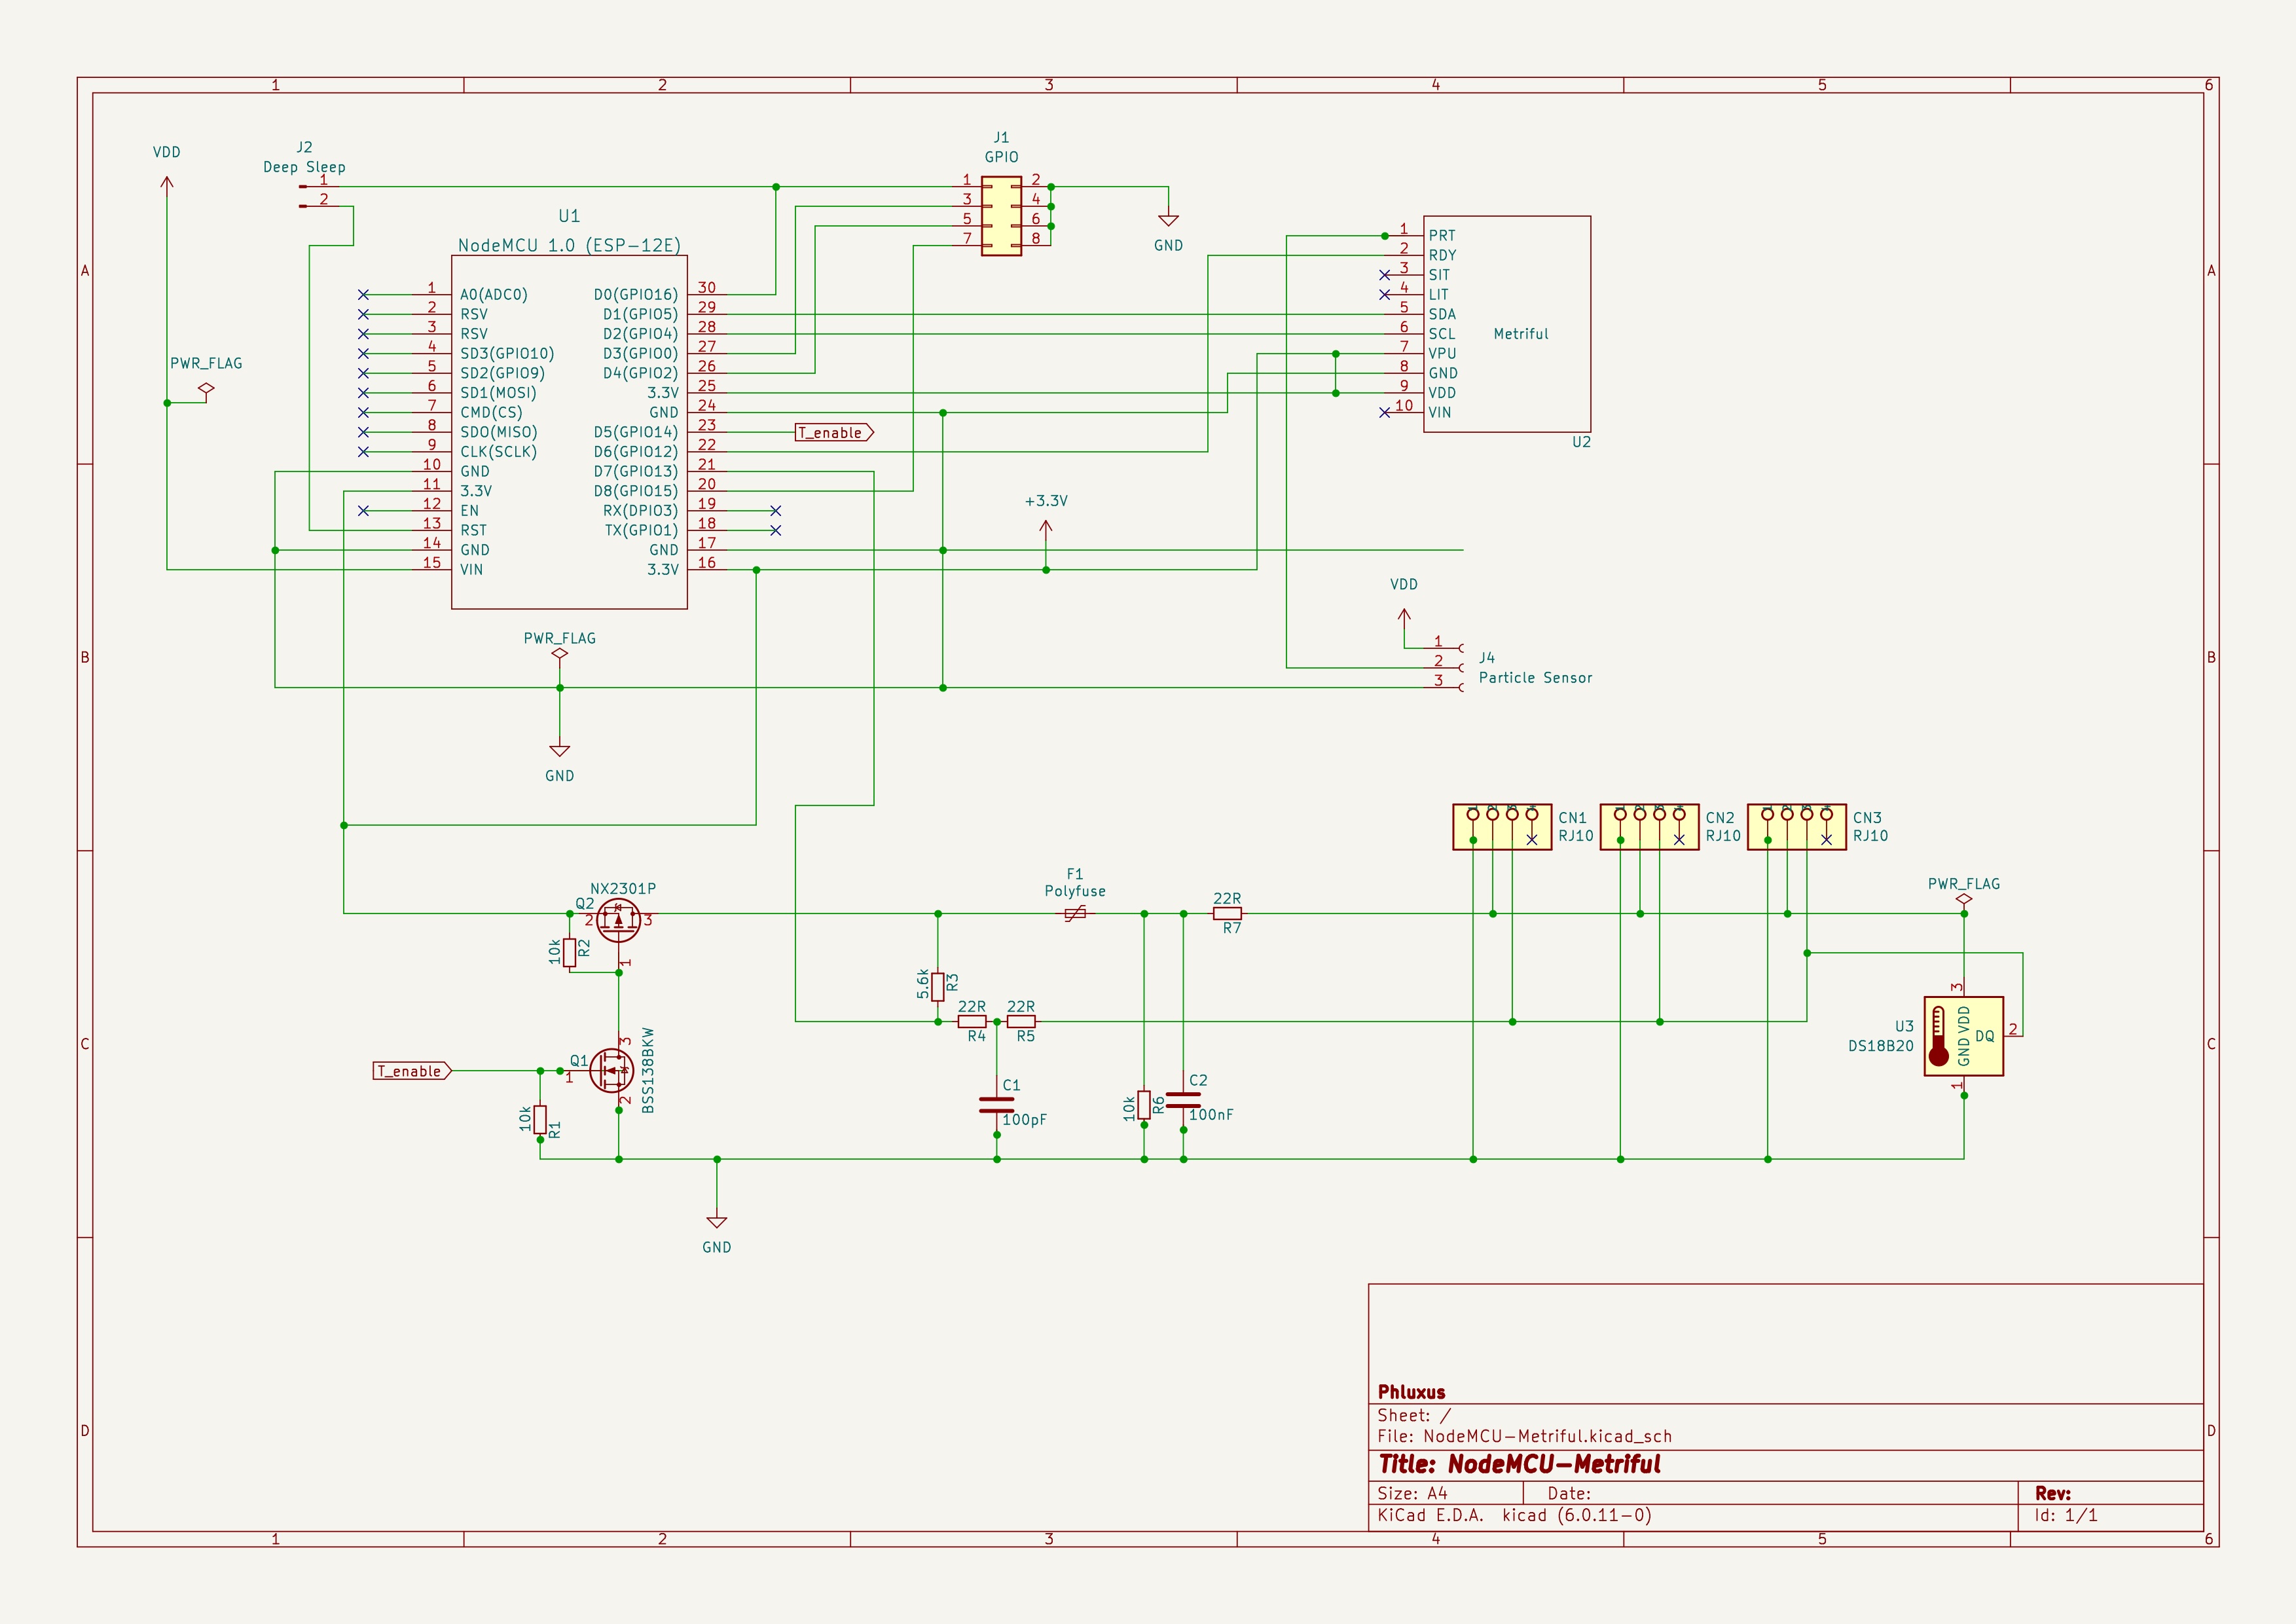 1 2 3 4 5 6
A
B
C
D
A
B
C
D
VDD
J2
Deep Sleep
1
2
PWR_FLAG
U1
NodeMCU 1.0 (ESP-12E)
1 A0(ADC0) D0(GPIO16) 30
2 RSV D1(GPIO5) 29
3 RSV D2(GPIO4) 28
4 SD3(GPIO10) D3(GPIO0) 27
5 SD2(GPIO9) D4(GPIO2) 26
6 SD1(MOSI) 3.3V 25
7 CMD(CS) GND 24
8 SDO(MISO) D5(GPIO14) 23
9 CLK(SCLK) D6(GPIO12) 22
10 GND D7(GPIO13) 21
11 3.3V D8(GPIO15) 20
12 EN RX(DPIO3) 19
13 RST TX(GPIO1) 18
14 GND GND 17
15 VIN 3.3V 16
T_enable
J1
GPIO
1 2
3 4
5 6
7 8
GND
1 PRT
2 RDY
3 SIT
4 LIT
5 SDA
6 SCL
7 VPU
8 GND
9 VDD
10 VIN
Metriful
U2
+3.3V
VDD
1
2
3
J4
Particle Sensor
PWR_FLAG
GND
CN1
RJ10
CN2
RJ10
CN3
RJ10
NX2301P
Q2
2 3
1
10k
R2
F1
Polyfuse
22R
R7
5.6k
R3
22R
R4
22R
R5
PWR_FLAG
3
U3
DS18B20
VDD
GND
DQ
2
1
T_enable
Q1
1
3
2
BSS138BKW
10k
R1
C1
100pF
10k
R6
C2
100nF
GND
Phluxus
Sheet: /
File: NodeMCU-Metriful.kicad_sch
Title: NodeMCU-Metriful
Size: A4 Date: Rev:
KiCad E.D.A. kicad (6.0.11-0) Id: 1/1
1 2 3 4 5 6